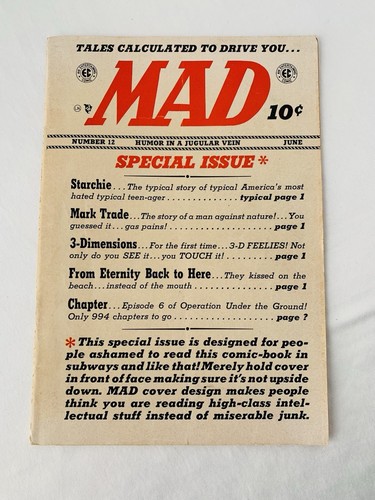 TALES CALCULATED TO DRIVE YOU...
MAD
10¢
NUMBER 12 HUMOR IN A JUGULAR VEIN JUNE
SPECIAL ISSUE *
Starchie...The typical story of typical America's most
hated typical teen-ager . . . . . . . . . . . . . . typical page 1
Mark Trade...The story of a man against nature!...You
guessed it...gas pains! . . . . . . . . . . . . . . . . . . . . page 1
3-Dimensions...For the first time...3-D FEELIES! Not
only do you SEE it...you TOUCH it! . . . . . . . . page 1
From Eternity Back to Here...They kissed on the
beach...instead of the mouth . . . . . . . . . . . . . page 1
Chapter...Episode 6 of Operation Under the Ground!
Only 994 chapters to go . . . . . . . . . . . . . . . . page ?
* This special issue is designed for peo-
ple ashamed to read this comic-book in
subways and like that! Merely hold cover
in front of face making sure it's not upside
down. MAD cover design makes people
think you are reading high-class intel-
lectual stuff instead of miserable junk.